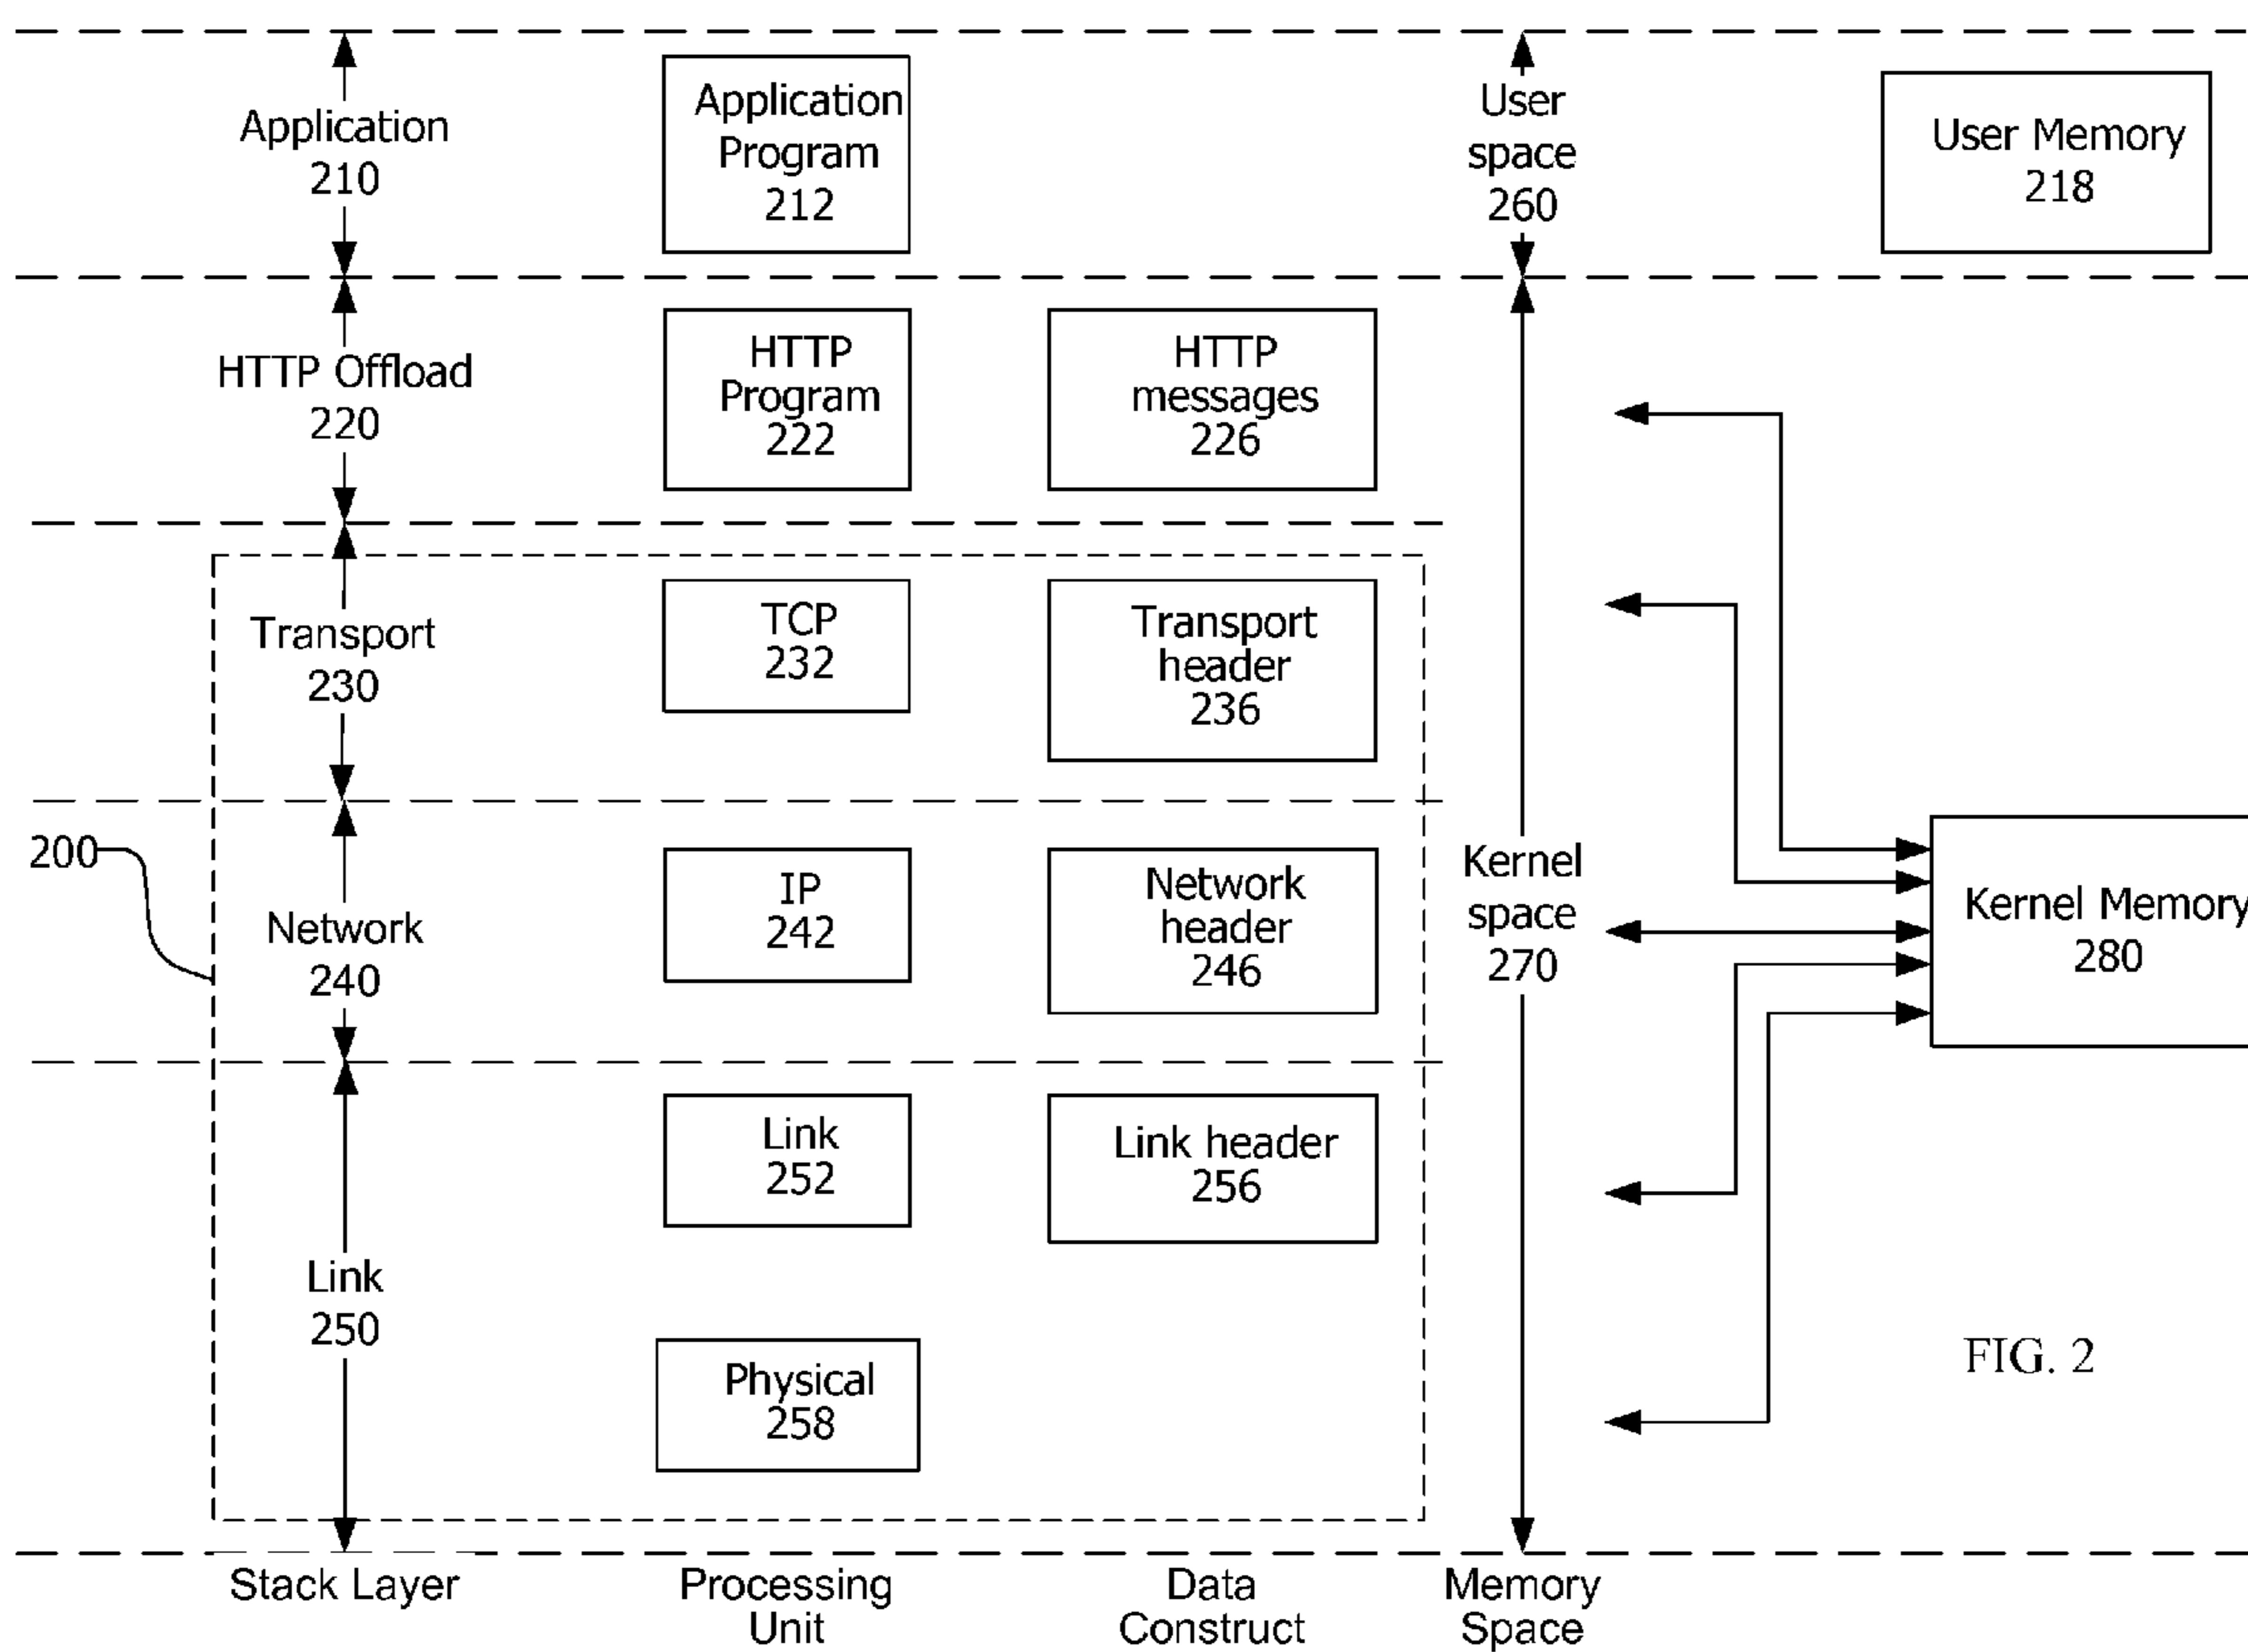 Application
210
Application
Program
212
User
space
260
User Memory
218
HTTP Offload
220
HTTP
Program
222
HTTP
messages
226
Transport
230
TCP
232
Transport
header
236
200
Network
240
IP
242
Network
header
246
Kernel
space
270
Kernel Memory
280
Link
250
Link
252
Link header
256
Physical
258
FIG. 2
Stack Layer
Processing
Unit
Data
Construct
Memory
Space